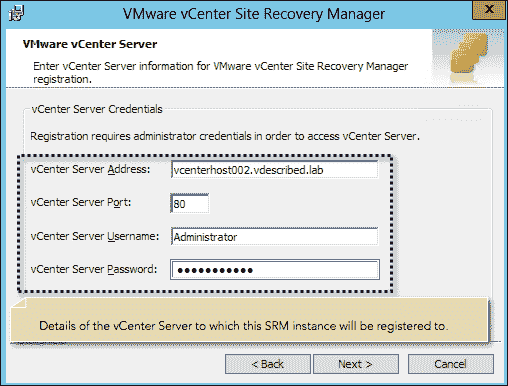 VMware vCenter Site Recovery Manager
x
VMware vCenter Server
Enter vCenter Server information for VMware vCenter Site Recovery Manager
registration.
vCenter Server Credentials
Registration requires administrator credentials in order to access vCenter Server.
vCenter Server Address: vcenterhost002.vdescribed.lab
vCenter Server Port: 80
vCenter Server Username: Administrator
vCenter Server Password: ●●●●●●●●●●●
Details of the vCenter Server to which this SRM instance will be registered to.
< Back Next > Cancel